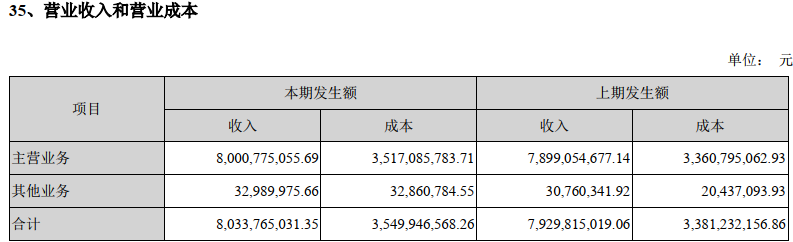 35、营业收入和营业成本
单位： 元
项目 本期发生额 上期发生额
收入 成本 收入 成本
主营业务 8,000,775,055.69 3,517,085,783.71 7,899,054,677.14 3,360,795,062.93
其他业务 32,989,975.66 32,860,784.55 30,760,341.92 20,437,093.93
合计 8,033,765,031.35 3,549,946,568.26 7,929,815,019.06 3,381,232,156.86